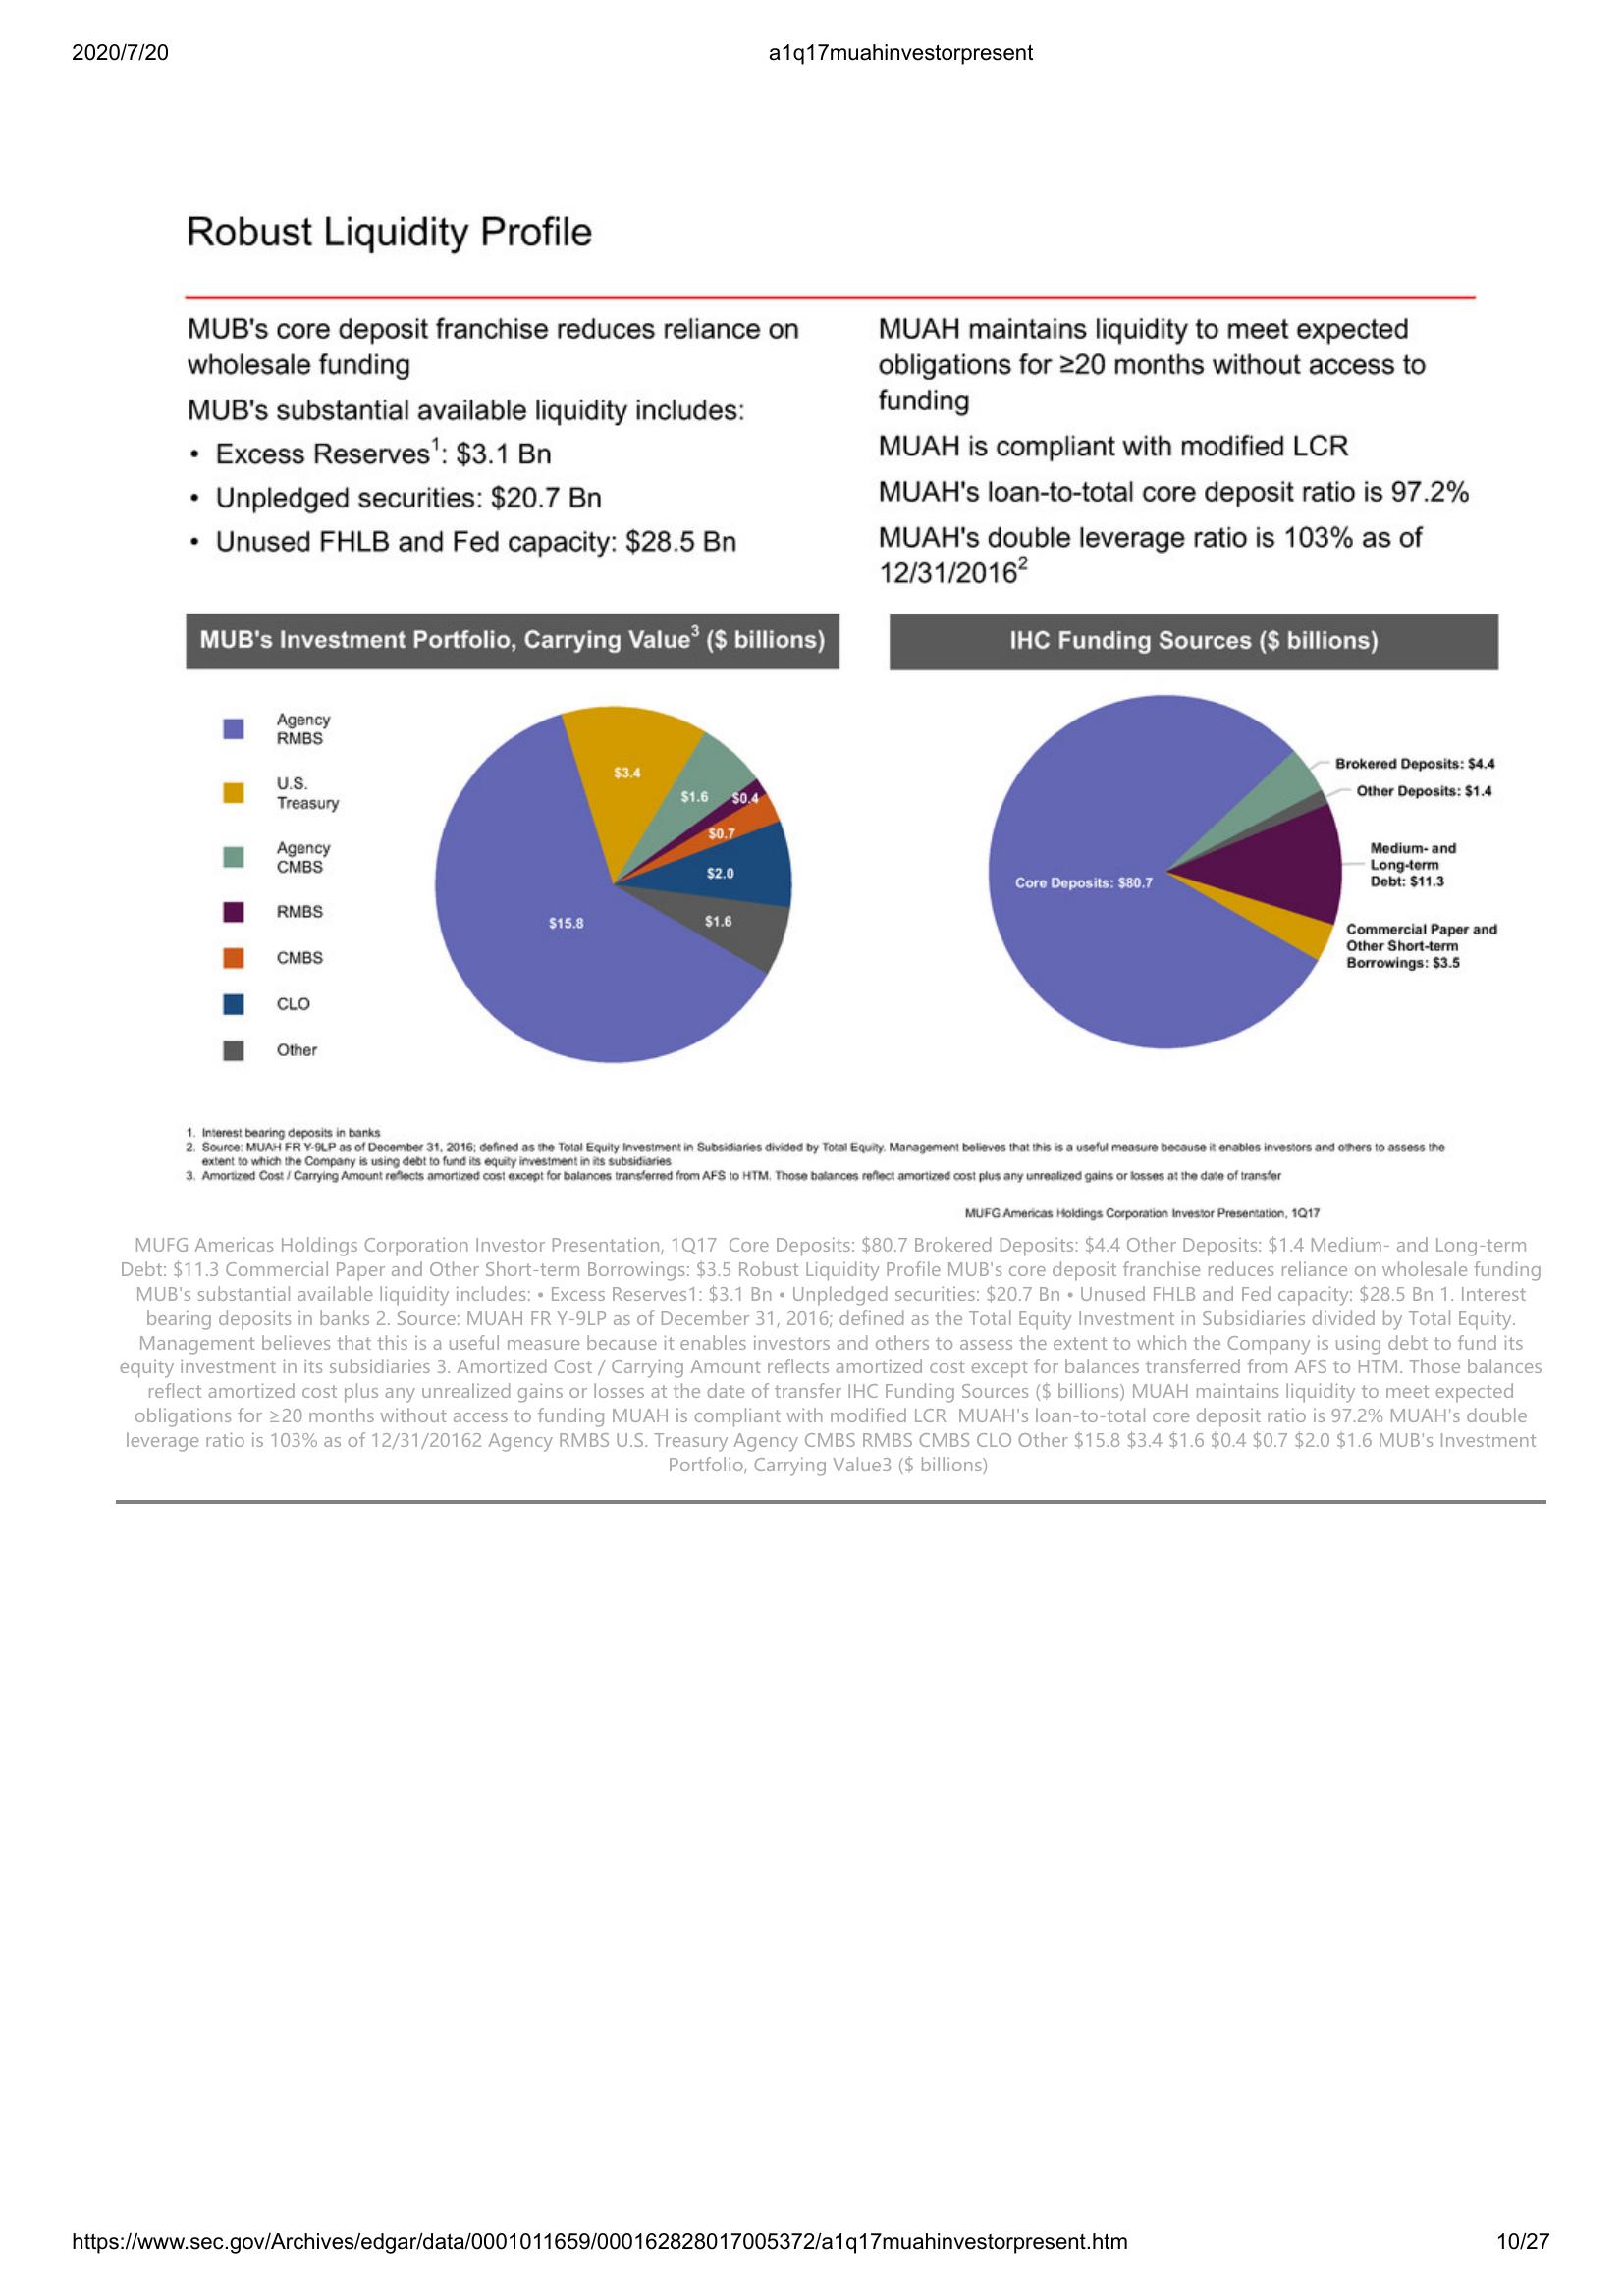 2020/7/20
a1q17muahinvestorpresent
Robust Liquidity Profile
MUB's core deposit franchise reduces reliance on
wholesale funding
MUB's substantial available liquidity includes:
• Excess Reserves1: $3.1 Bn
• Unpledged securities: $20.7 Bn
• Unused FHLB and Fed capacity: $28.5 Bn
MUAH maintains liquidity to meet expected
obligations for ≥20 months without access to
funding
MUAH is compliant with modified LCR
MUAH's loan-to-total core deposit ratio is 97.2%
MUAH's double leverage ratio is 103% as of
12/31/20162
MUB's Investment Portfolio, Carrying Value3 ($ billions)
Agency
RMBS
U.S.
Treasury
Agency
CMBS
RMBS
CMBS
CLO
Other
$3.4
$1.6
$0.4
$0.7
$2.0
$1.6
$15.8
IHC Funding Sources ($ billions)
Brokered Deposits: $4.4
Other Deposits: $1.4
Medium- and
Long-term
Debt: $11.3
Core Deposits: $80.7
Commercial Paper and
Other Short-term
Borrowings: $3.5
1. Interest bearing deposits in banks
2. Source: MUAH FR Y-9LP as of December 31, 2016; defined as the Total Equity Investment in Subsidiaries divided by Total Equity. Management believes that this is a useful measure because it enables investors and others to assess the
extent to which the Company is using debt to fund its equity investment in its subsidiaries
3. Amortized Cost / Carrying Amount reflects amortized cost except for balances transferred from AFS to HTM. Those balances reflect amortized cost plus any unrealized gains or losses at the date of transfer
MUFG Americas Holdings Corporation Investor Presentation, 1Q17
MUFG Americas Holdings Corporation Investor Presentation, 1Q17 Core Deposits: $80.7 Brokered Deposits: $4.4 Other Deposits: $1.4 Medium- and Long-term
Debt: $11.3 Commercial Paper and Other Short-term Borrowings: $3.5 Robust Liquidity Profile MUB's core deposit franchise reduces reliance on wholesale funding
MUB's substantial available liquidity includes: • Excess Reserves1: $3.1 Bn • Unpledged securities: $20.7 Bn • Unused FHLB and Fed capacity: $28.5 Bn 1. Interest
bearing deposits in banks 2. Source: MUAH FR Y-9LP as of December 31, 2016; defined as the Total Equity Investment in Subsidiaries divided by Total Equity.
Management believes that this is a useful measure because it enables investors and others to assess the extent to which the Company is using debt to fund its
equity investment in its subsidiaries 3. Amortized Cost / Carrying Amount reflects amortized cost except for balances transferred from AFS to HTM. Those balances
reflect amortized cost plus any unrealized gains or losses at the date of transfer IHC Funding Sources ($ billions) MUAH maintains liquidity to meet expected
obligations for ≥20 months without access to funding MUAH is compliant with modified LCR MUAH's loan-to-total core deposit ratio is 97.2% MUAH's double
leverage ratio is 103% as of 12/31/20162 Agency RMBS U.S. Treasury Agency CMBS RMBS CMBS CLO Other $15.8 $3.4 $1.6 $0.4 $0.7 $2.0 $1.6 MUB's Investment
Portfolio, Carrying Value3 ($ billions)
https://www.sec.gov/Archives/edgar/data/0001011659/000162828017005372/a1q17muahinvestorpresent.htm
10/27